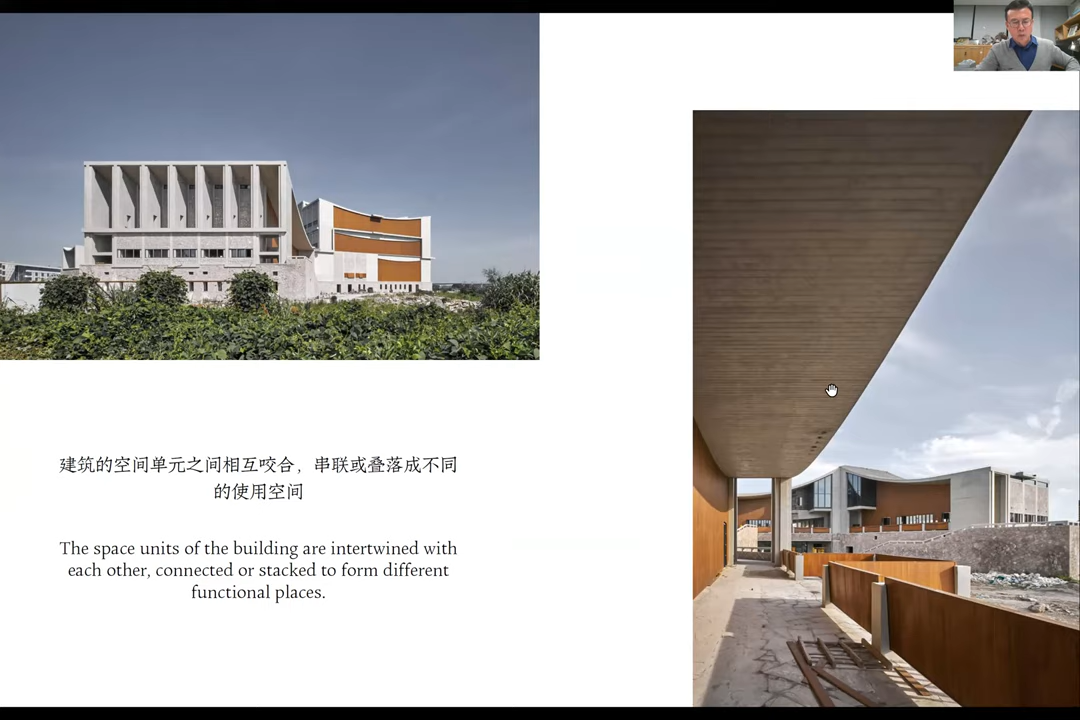 建筑的空间单元之间相互咬合，串联或叠落成不同
的使用空间
The space units of the building are intertwined with
each other, connected or stacked to form different
functional places.